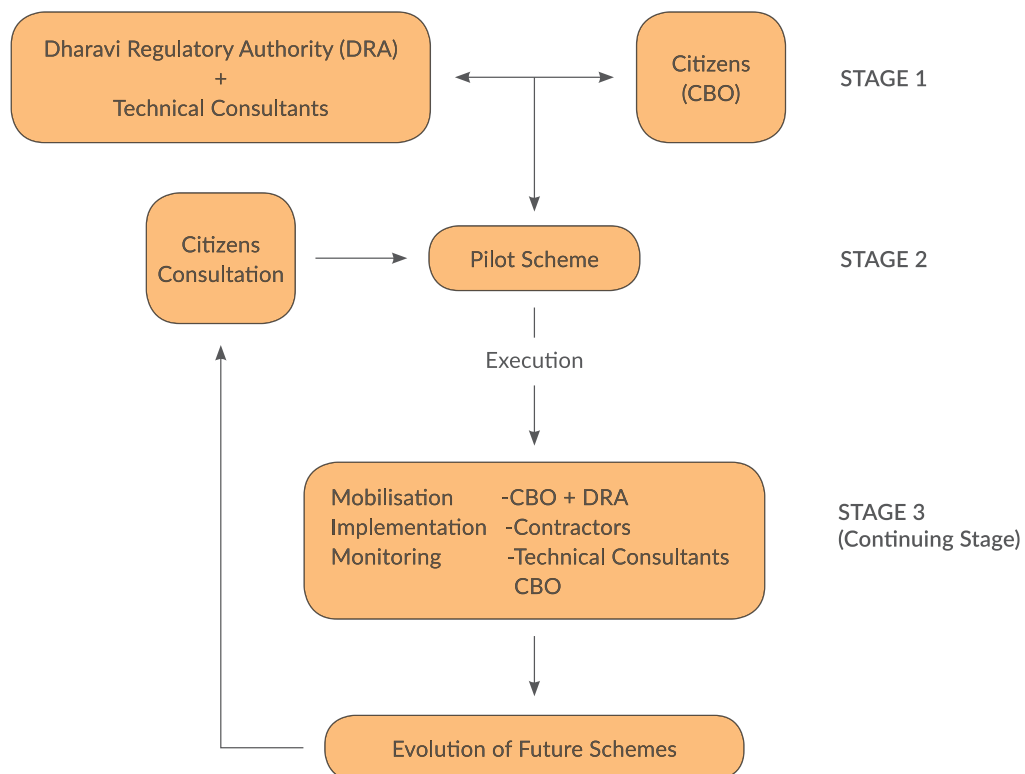 Dharavi Regulatory Authority (DRA)
+
Technical Consultants
Citizens
(CBO)
STAGE 1
Citizens
Consultation
Pilot Scheme
STAGE 2
Execution
Mobilisation -CBO + DRA
Implementation -Contractors
Monitoring -Technical Consultants
CBO
STAGE 3
(Continuing Stage)
Evolution of Future Schemes